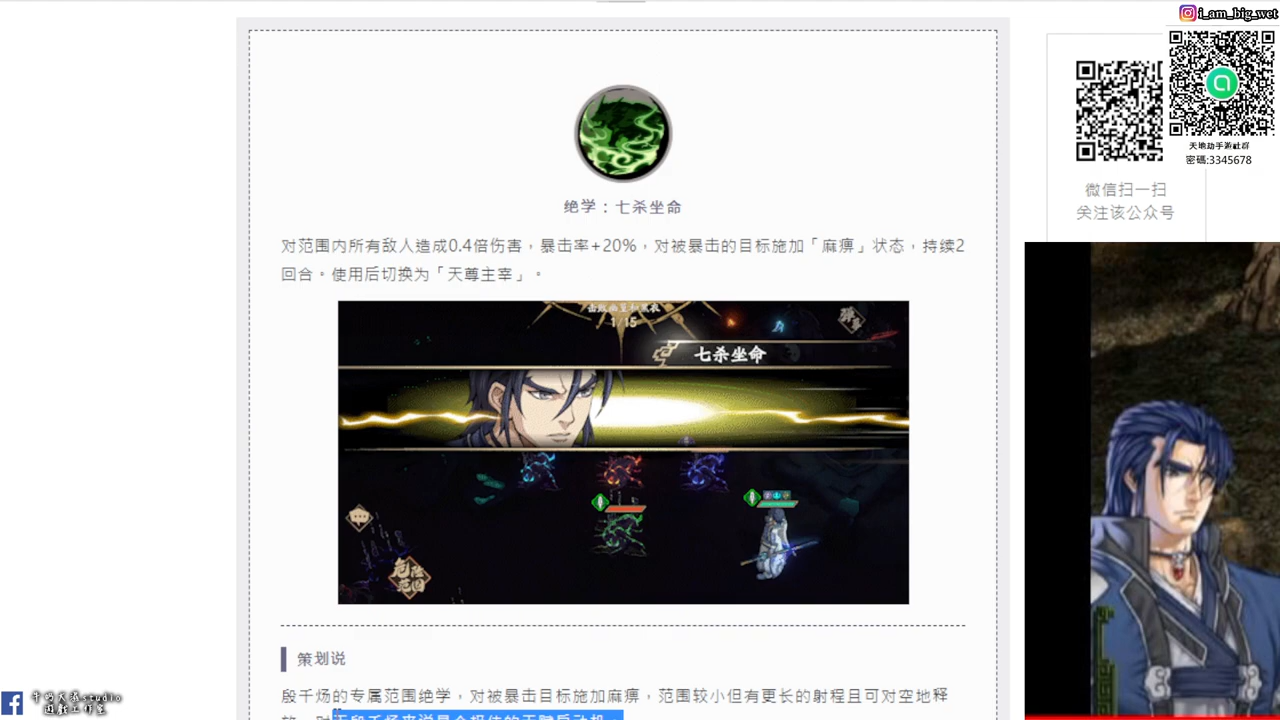 i_am_big_wet
天地劫手游社群
密碼:3345678
微信扫一扫
关注该公众号
绝学：七杀坐命
对范围内所有敌人造成0.4倍伤害，暴击率+20%，对被暴击的目标施加「麻痹」状态，持续2
回合。使用后切换为「天尊主宰」。
1/15
七杀坐命
危险
范围
策划说
殷千炀的专属范围绝学，对被暴击目标施加麻痹，范围较小但有更长的射程且可对空地释